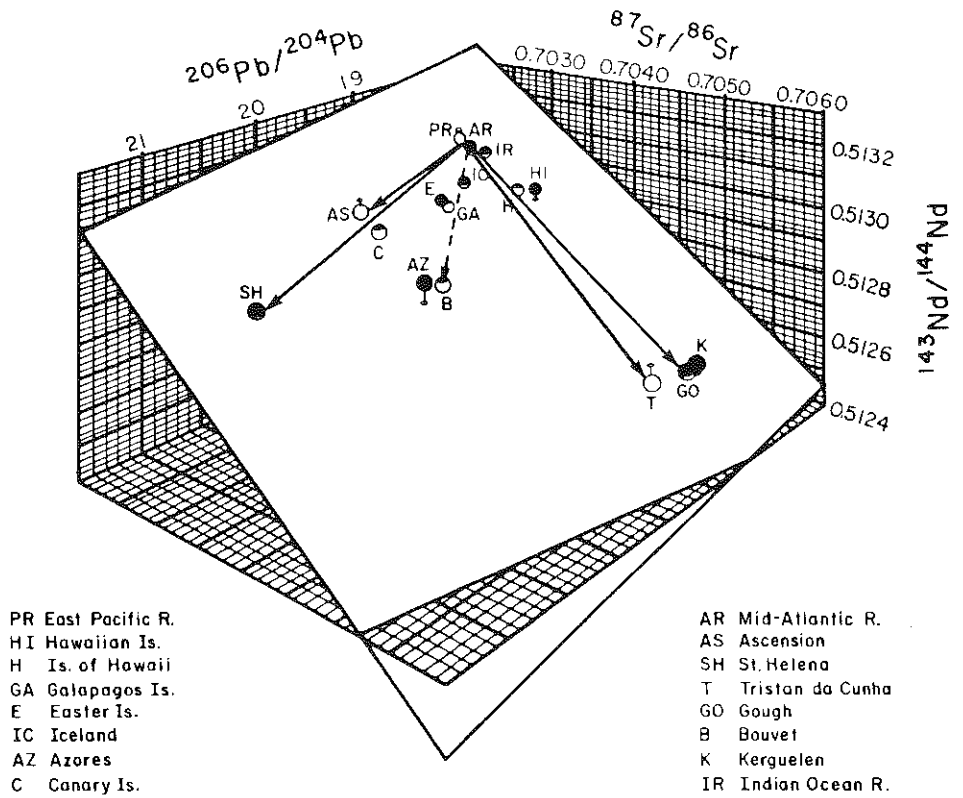 ²⁰⁶Pb/²⁰⁴Pb
⁸⁷Sr/⁸⁶Sr
21
20
19
0.7030
0.7040
0.7050
0.7060
¹⁴³Nd/¹⁴⁴Nd
0.5132
0.5130
0.5128
0.5126
0.5124
PR
AR
IR
IC
HI
H
E
GA
AS
C
AZ
B
SH
K
GO
T
PR East Pacific R.
HI Hawaiian Is.
H Is. of Hawaii
GA Galapagos Is.
E Easter Is.
IC Iceland
AZ Azores
C Canary Is.
AR Mid-Atlantic R.
AS Ascension
SH St. Helena
T Tristan da Cunha
GO Gough
B Bouvet
K Kerguelen
IR Indian Ocean R.